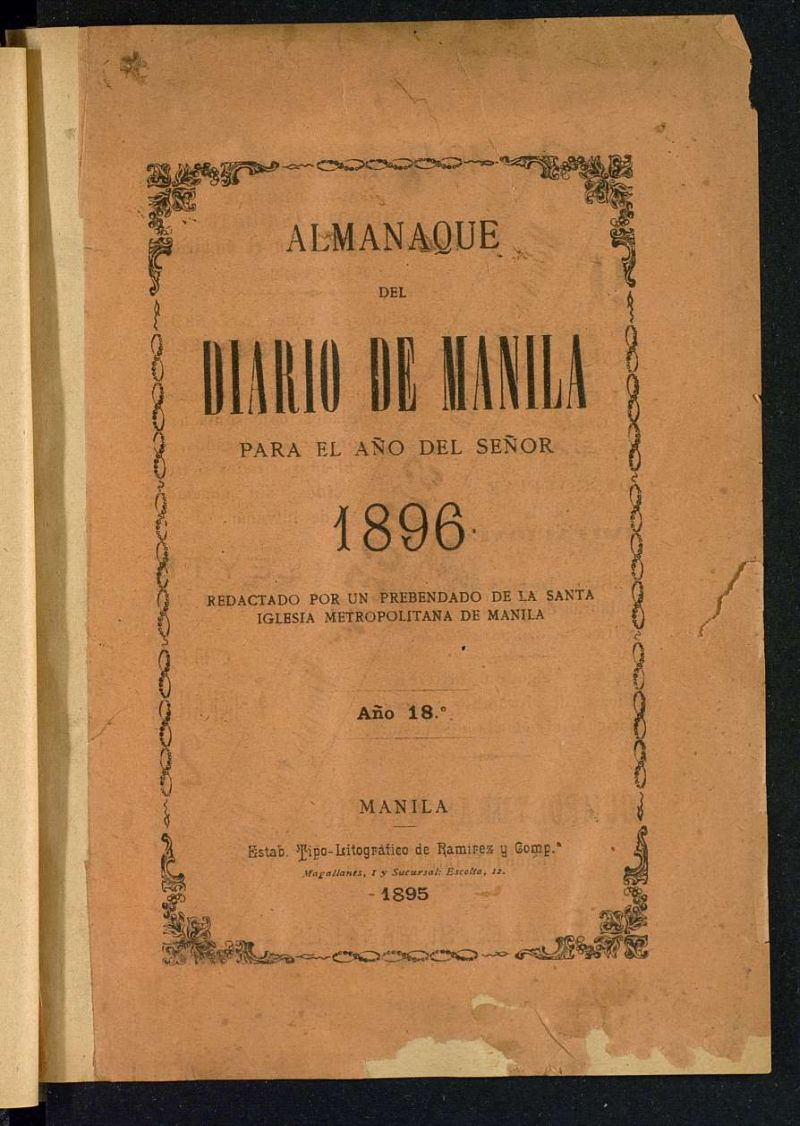 ALMANAQUE
DEL
DIARIO DE MANILA
PARA EL AÑO DEL SEÑOR
1896
REDACTADO POR UN PREBENDADO DE LA SANTA
IGLESIA METROPOLITANA DE MANILA
Año 18.º
MANILA
Estab. Tipo-Litográfico de Ramirez y Comp.ª
Magallanes, 1 y Sucursal: Escolta, 12.
- 1895